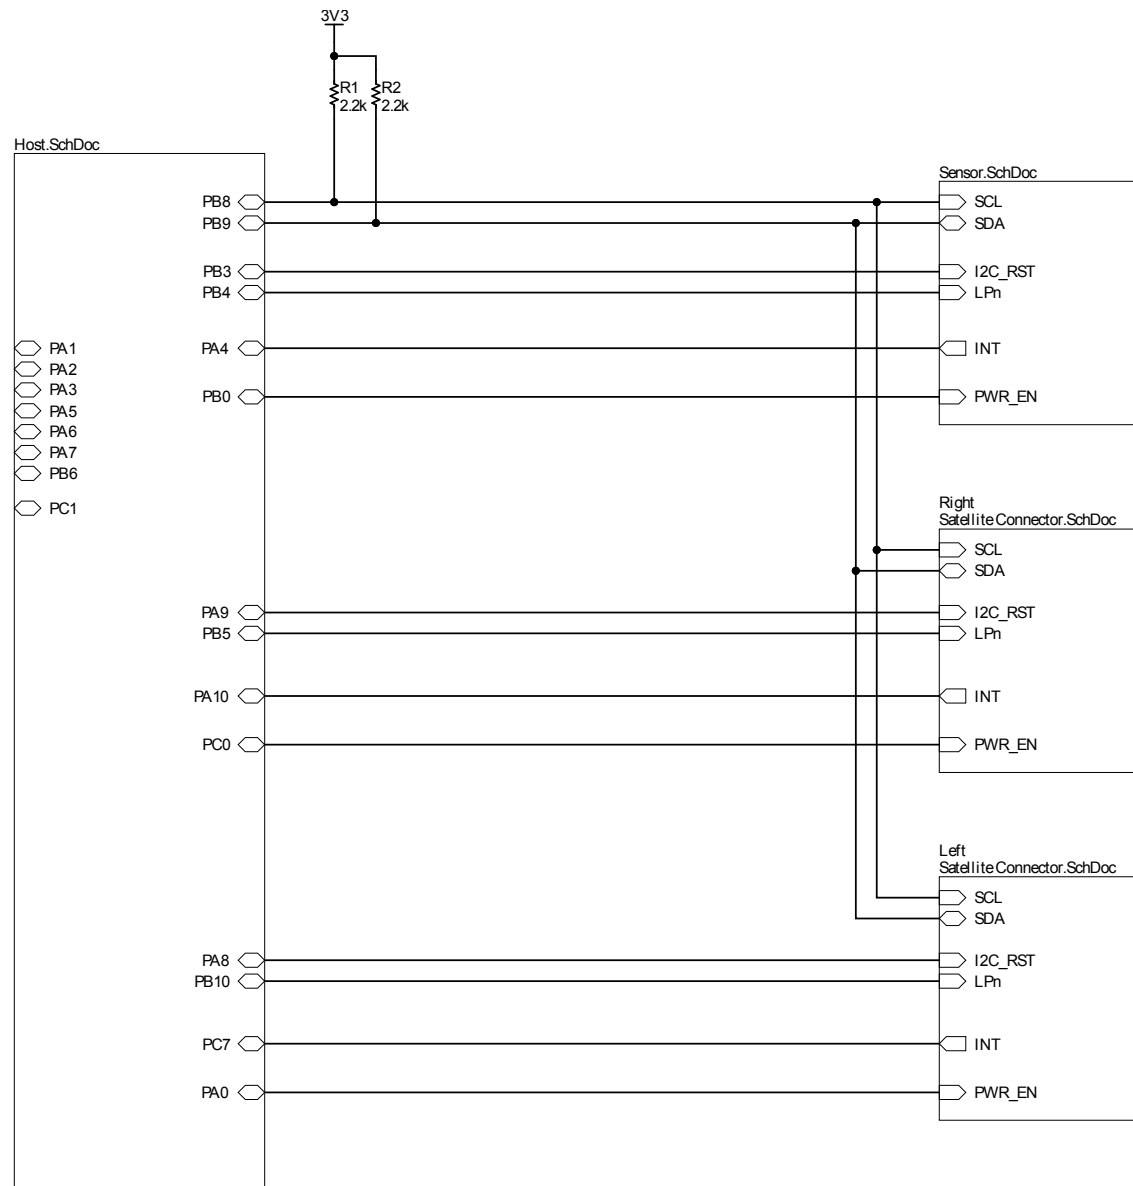 3V3
R1
2.2k
R2
2.2k
Host.SchDoc
PB8
PB9
PB3
PB4
PA4
PB0
PA1
PA2
PA3
PA5
PA6
PA7
PB6
PC1
PA9
PB5
PA10
PC0
PA8
PB10
PC7
PA0
Sensor.SchDoc
SCL
SDA
I2C_RST
LPn
INT
PWR_EN
Right
Satellite Connector.SchDoc
SCL
SDA
I2C_RST
LPn
INT
PWR_EN
Left
Satellite Connector.SchDoc
SCL
SDA
I2C_RST
LPn
INT
PWR_EN